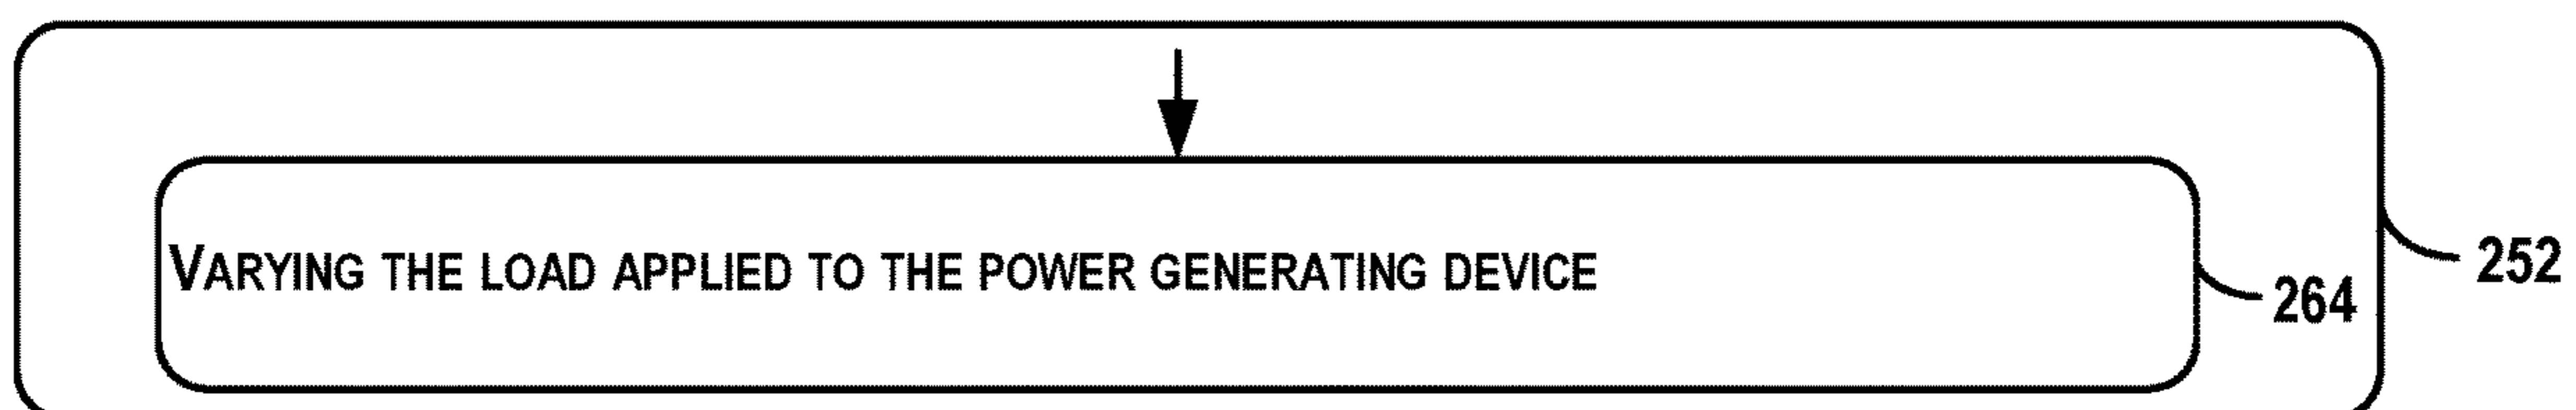 VARYING THE LOAD APPLIED TO THE POWER GENERATING DEVICE
252
264